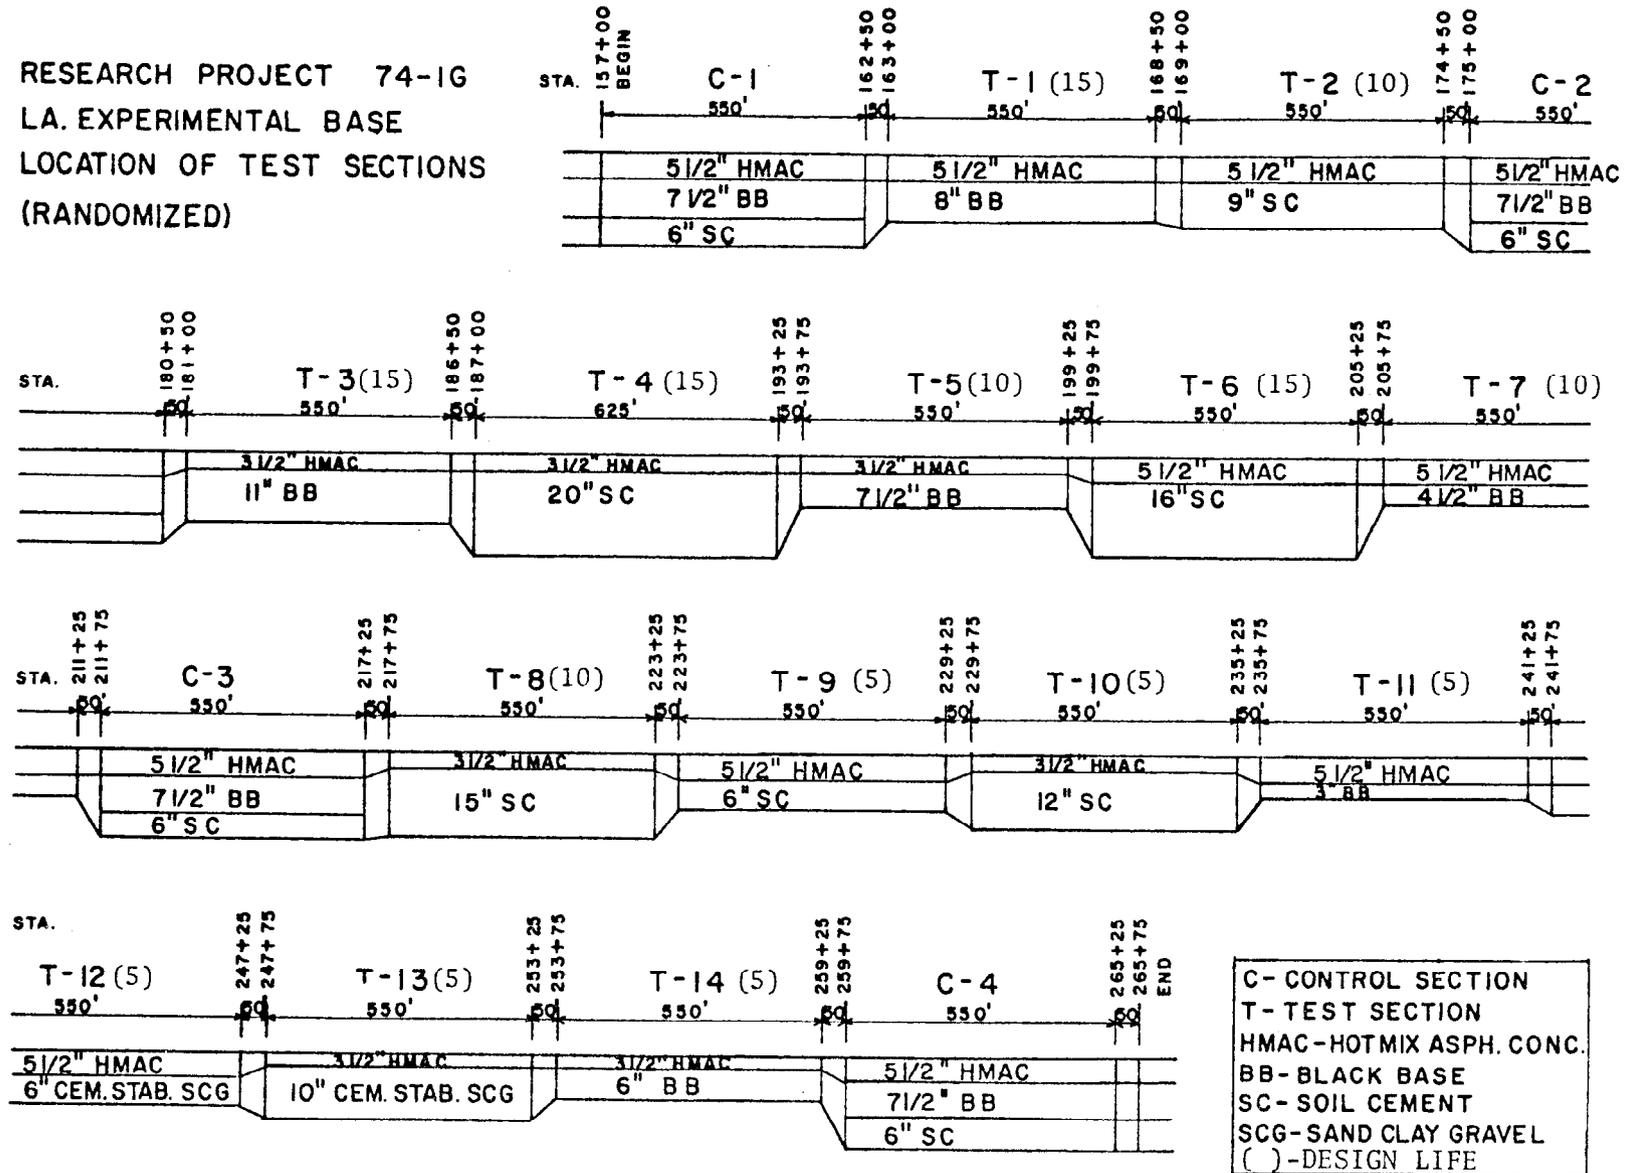 RESEARCH PROJECT 74-1G
LA. EXPERIMENTAL BASE
LOCATION OF TEST SECTIONS
(RANDOMIZED)
STA. 157+00 BEGIN C-1 162+50 163+00 T-1 (15) 168+50 169+00 T-2 (10) 174+50 175+00 C-2
550' 50' 550' 50' 550' 50' 550'
5 1/2" HMAC 5 1/2" HMAC 5 1/2" HMAC 5 1/2" HMAC
7 1/2" BB 8" BB 9" SC 7 1/2" BB
6" SC 6" SC
STA. 180+50 181+00 T-3 (15) 186+50 187+00 T-4 (15) 193+25 193+75 T-5 (10) 199+25 199+75 T-6 (15) 205+25 205+75 T-7 (10)
50' 550' 50' 625' 50' 550' 50' 550' 50' 550'
3 1/2" HMAC 3 1/2" HMAC 3 1/2" HMAC 5 1/2" HMAC 5 1/2" HMAC
11" BB 20" SC 7 1/2" BB 16" SC 4 1/2" BB
STA. 211+25 211+75 C-3 217+25 217+75 T-8 (10) 223+25 223+75 T-9 (5) 229+25 229+75 T-10 (5) 235+25 235+75 T-11 (5) 241+25 241+75
50' 550' 50' 550' 50' 550' 50' 550' 50' 550' 50'
5 1/2" HMAC 3 1/2" HMAC 5 1/2" HMAC 3 1/2" HMAC 5 1/2" HMAC
7 1/2" BB 15" SC 6" SC 12" SC 3" BB
6" SC
STA.
T-12 (5) 247+25 247+75 T-13 (5) 253+25 253+75 T-14 (5) 259+25 259+75 C-4 265+25 265+75 END
550' 50' 550' 50' 550' 50' 550' 50'
5 1/2" HMAC 3 1/2" HMAC 3 1/2" HMAC 5 1/2" HMAC
6" CEM. STAB. SCG 10" CEM. STAB. SCG 6" BB 7 1/2" BB
6" SC
C- CONTROL SECTION
T- TEST SECTION
HMAC-HOT MIX ASPH. CONC.
BB-BLACK BASE
SC-SOIL CEMENT
SCG-SAND CLAY GRAVEL
( )-DESIGN LIFE